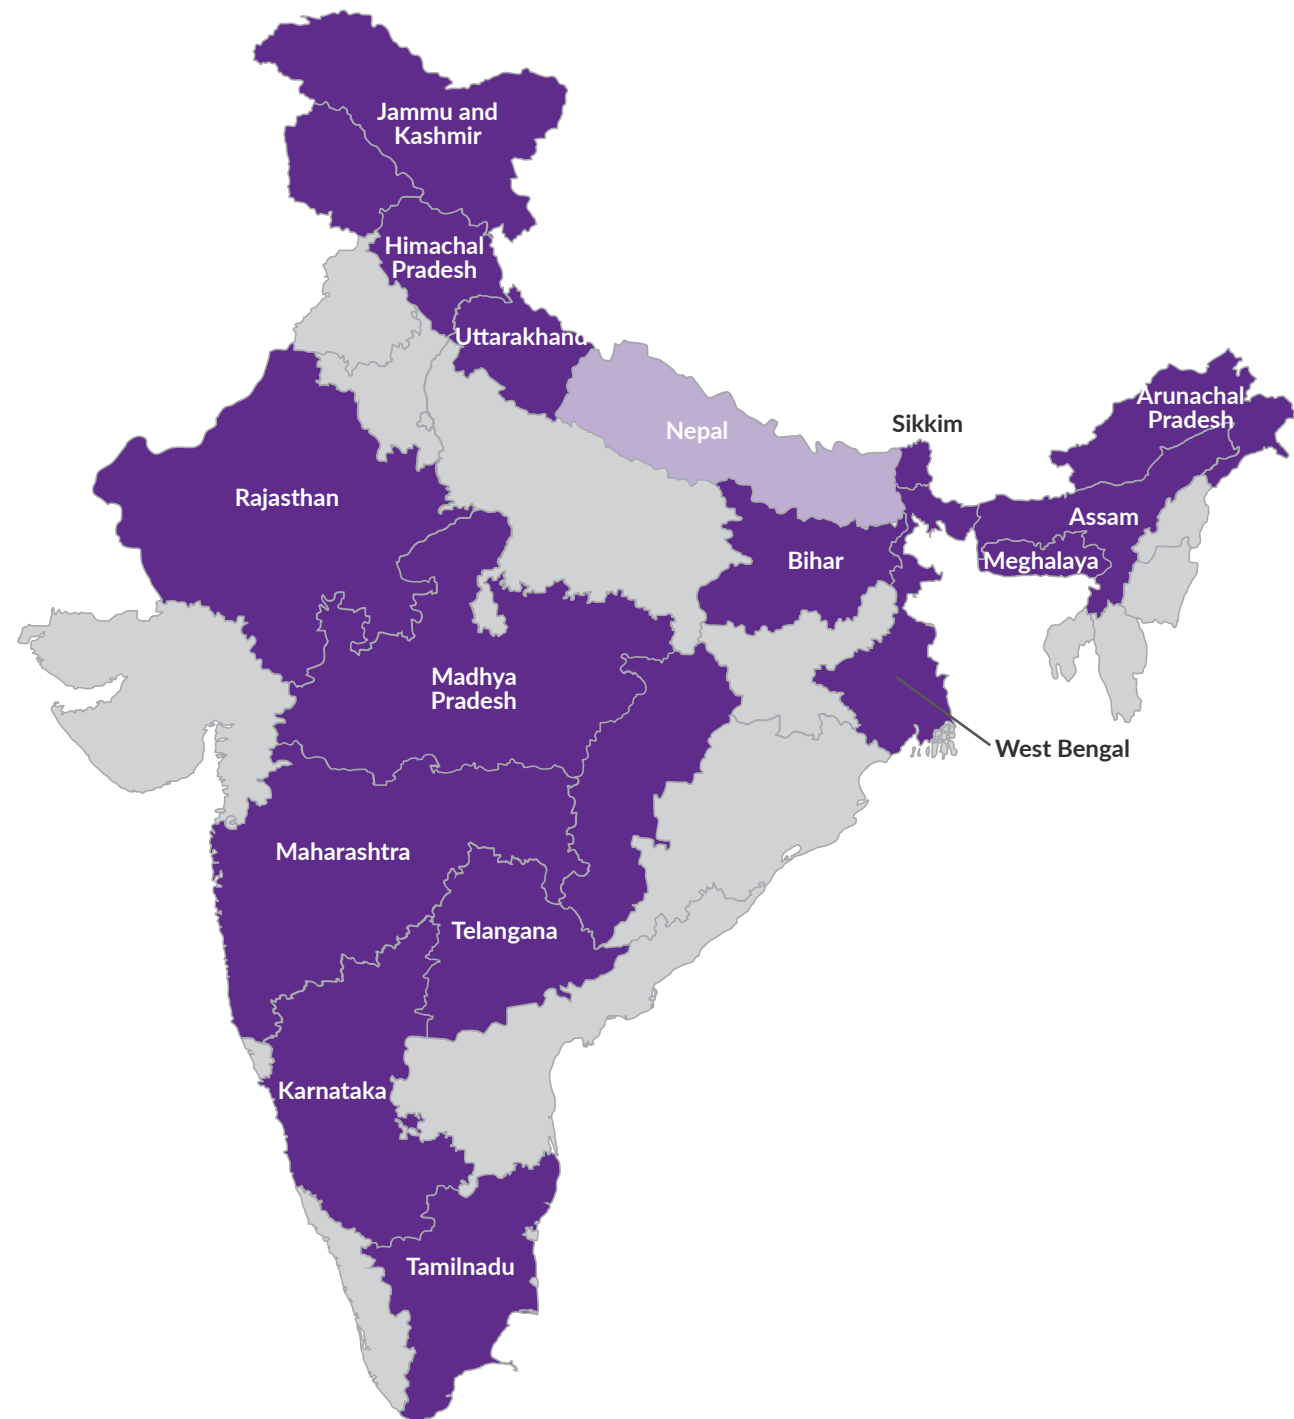 Jammu and
Kashmir
Himachal
Pradesh
Uttarakhand
Nepal
Sikkim
Arunachal
Pradesh
Rajasthan
Assam
Bihar
Meghalaya
Madhya
Pradesh
West Bengal
Maharashtra
Telangana
Karnataka
Tamilnadu